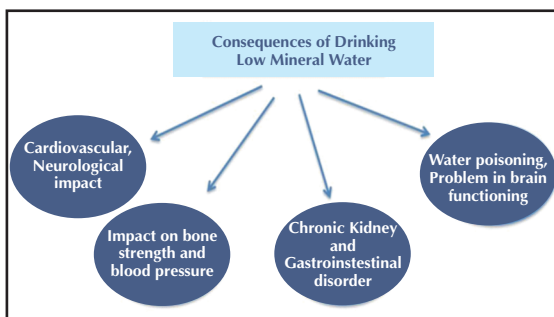 Consequences of Drinking
Low Mineral Water
Cardiovascular,
Neurological
impact
Impact on bone
strength and
blood pressure
Chronic Kidney
and
Gastroinstestinal
disorder
Water poisoning,
Problem in brain
functioning